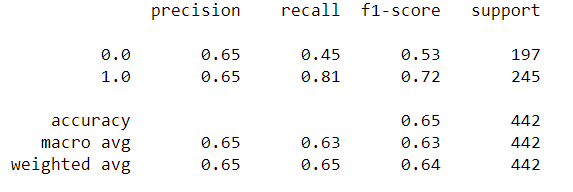 precision recall f1-score support
0.0 0.65 0.45 0.53 197
1.0 0.65 0.81 0.72 245
accuracy 0.65 442
macro avg 0.65 0.63 0.63 442
weighted avg 0.65 0.65 0.64 442